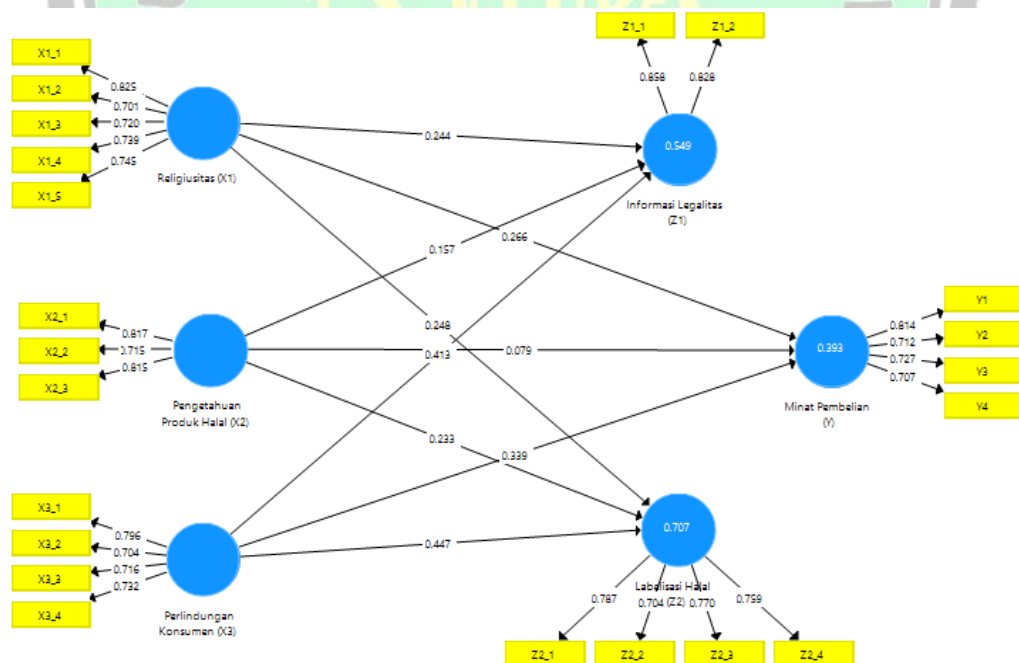 Z1_1
Z1_2
X1_1
X1_2
X1_3
X1_4
X1_5
0.825
0.701
0.720
0.739
0.745
Religiusitas (X1)
0.858
0.828
0.549
Informasi Legalitas
(Z1)
0.244
0.266
0.157
0.248
0.413
0.079
X2_1
X2_2
X2_3
0.817
0.715
0.815
Pengetahuan
Produk Halal (X2)
0.393
Minat Pembelian
(Y)
0.814
0.712
0.727
0.707
Y1
Y2
Y3
Y4
0.233
0.339
0.447
X3_1
X3_2
X3_3
X3_4
0.796
0.704
0.716
0.732
Perlindungan
Konsumen (X3)
0.707
Labelisasi Halal
(Z2)
0.787
0.704
0.770
0.759
Z2_1
Z2_2
Z2_3
Z2_4